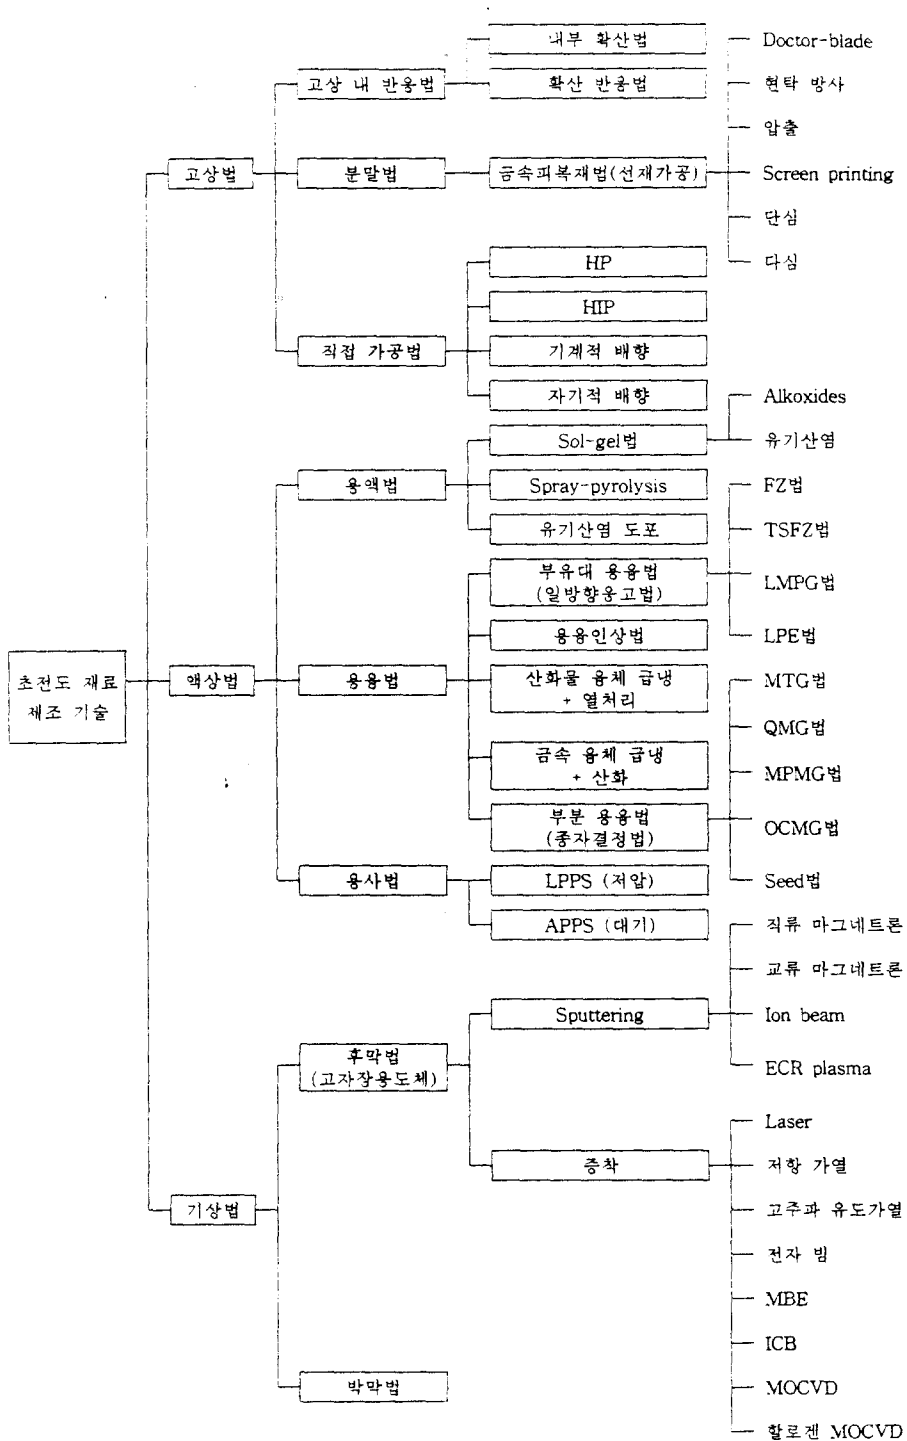 내부 확산법
Doctor-blade
고상 내 반응법
확산 반응법
현탁 방사
압출
고상법
분말법
금속피복재법(선재가공)
Screen printing
단심
다심
HP
HIP
직접 가공법
기계적 배향
자기적 배향
Alkoxides
Sol-gel법
유기산염
용액법
Spray-pyrolysis
FZ법
유기산염 도포
TSFZ법
부유대 용융법
(일방향응고법)
LMPG법
용융인상법
LPE법
초전도 재료
제조 기술
액상법
용융법
산화물 융체 급냉
+ 열처리
MTG법
QMG법
금속 융체 급냉
+ 산화
MPMG법
부분 용융법
(종자결정법)
OCMG법
용사법
LPPS (저압)
Seed법
APPS (대기)
직류 마그네트론
교류 마그네트론
Sputtering
Ion beam
후막법
(고자장용도체)
ECR plasma
Laser
증착
저항 가열
기상법
고주파 유도가열
전자 빔
MBE
ICB
박막법
MOCVD
할로겐 MOCVD